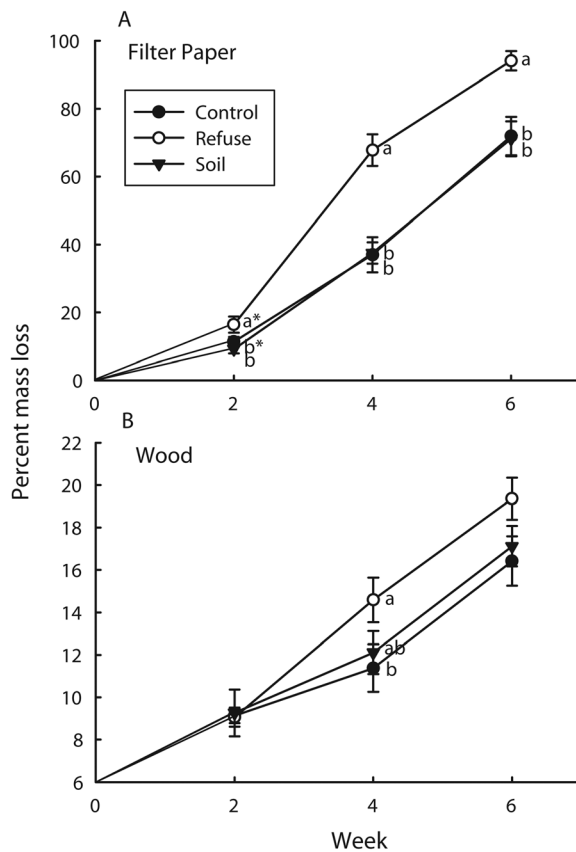 A
Filter Paper
Control
Refuse
Soil
100
80
60
40
20
0
a
b
b
a
b
b
a*
b*
b
0
2
4
6
Percent mass loss
B
Wood
22
20
18
16
14
12
10
8
6
a
ab
b
0
2
4
6
Week